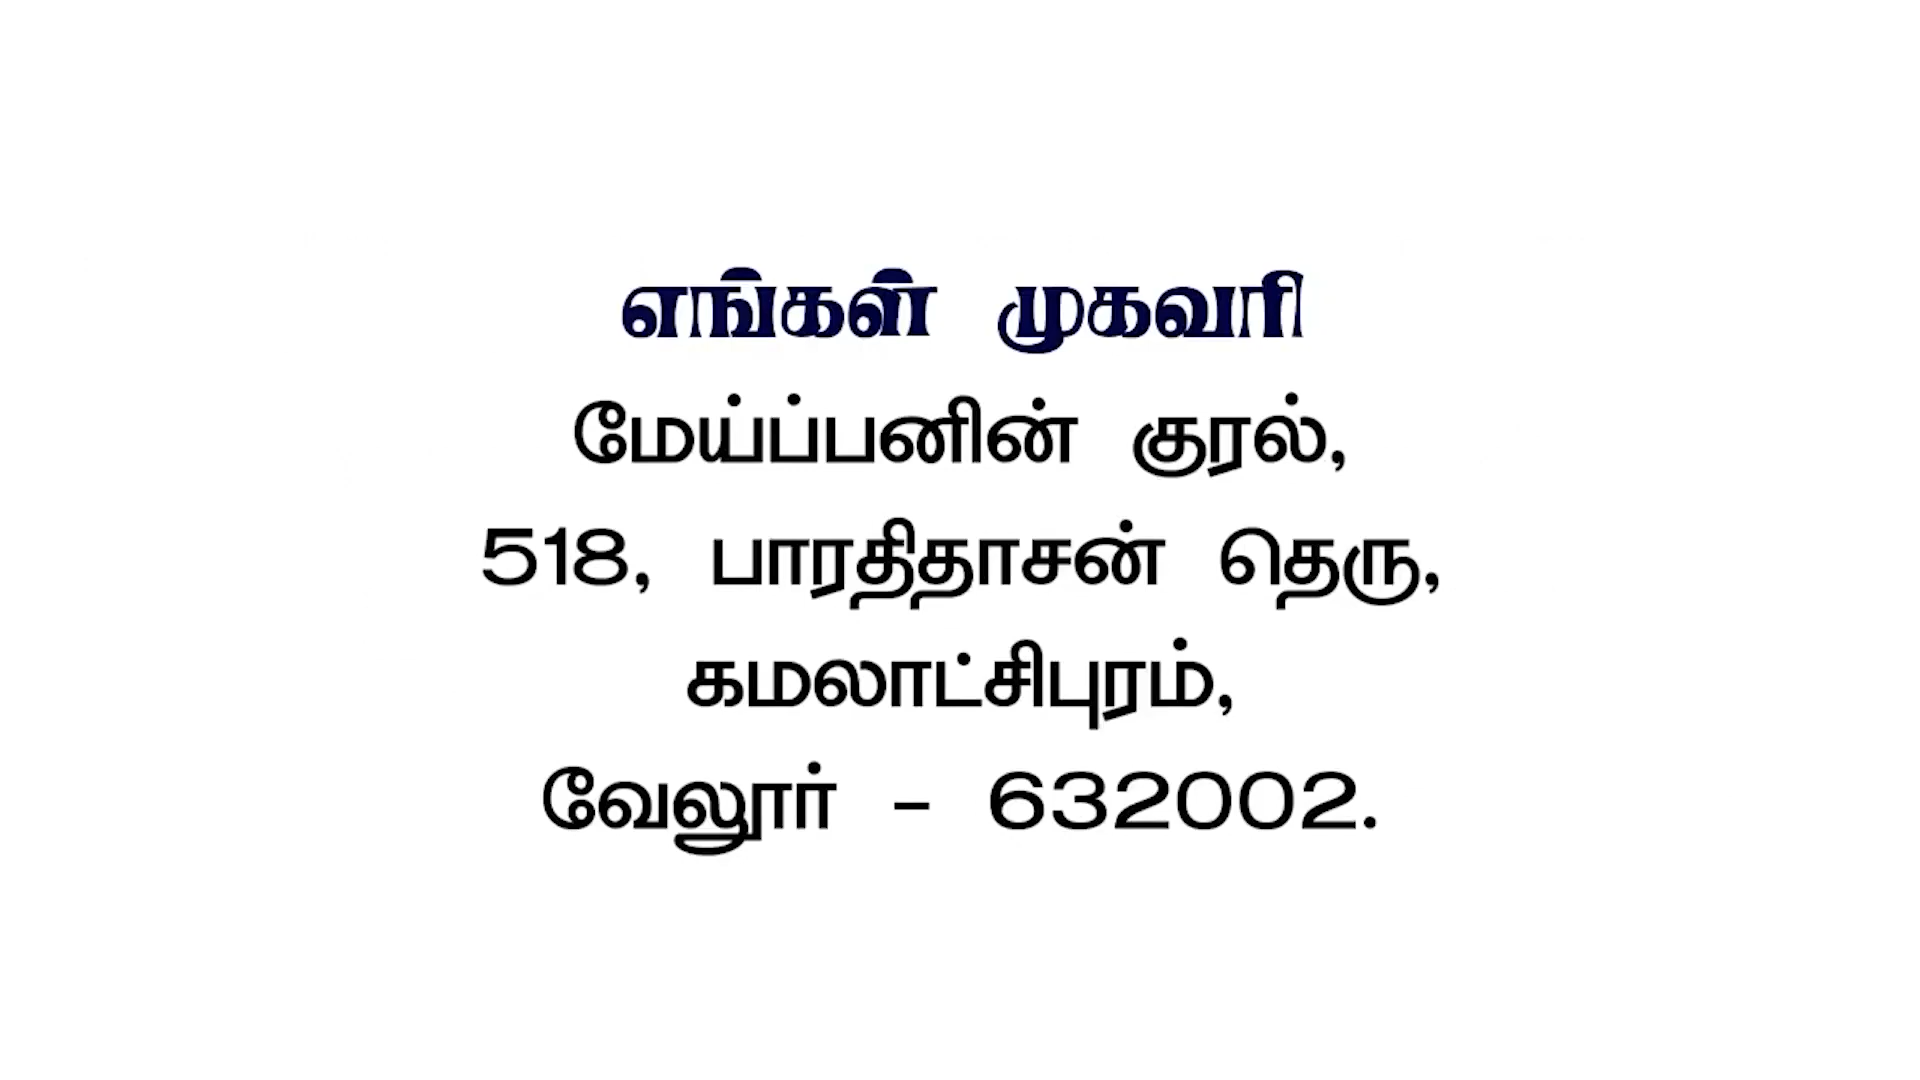 எங்கள் முகவரி
மேய்ப்பனின் குரல்,
518, பாரதிதாசன் தெரு,
கமலாட்சிபுரம்,
வேலூர் - 632002.